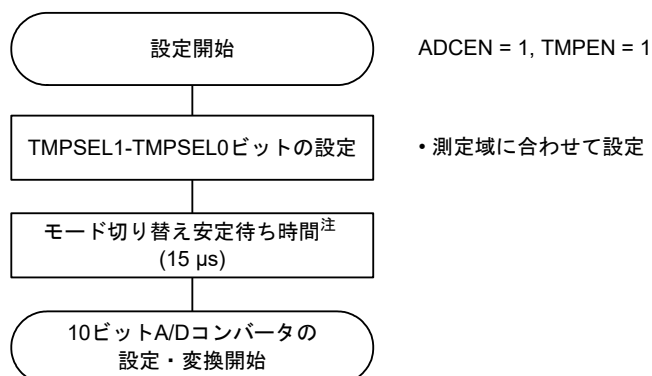 設定開始
ADCEN = 1, TMPEN = 1
TMPSEL1-TMPSEL0ビットの設定
• 測定域に合わせて設定
モード切り替え安定待ち時間注
(15 µs)
10ビットA/Dコンバータの
設定・変換開始